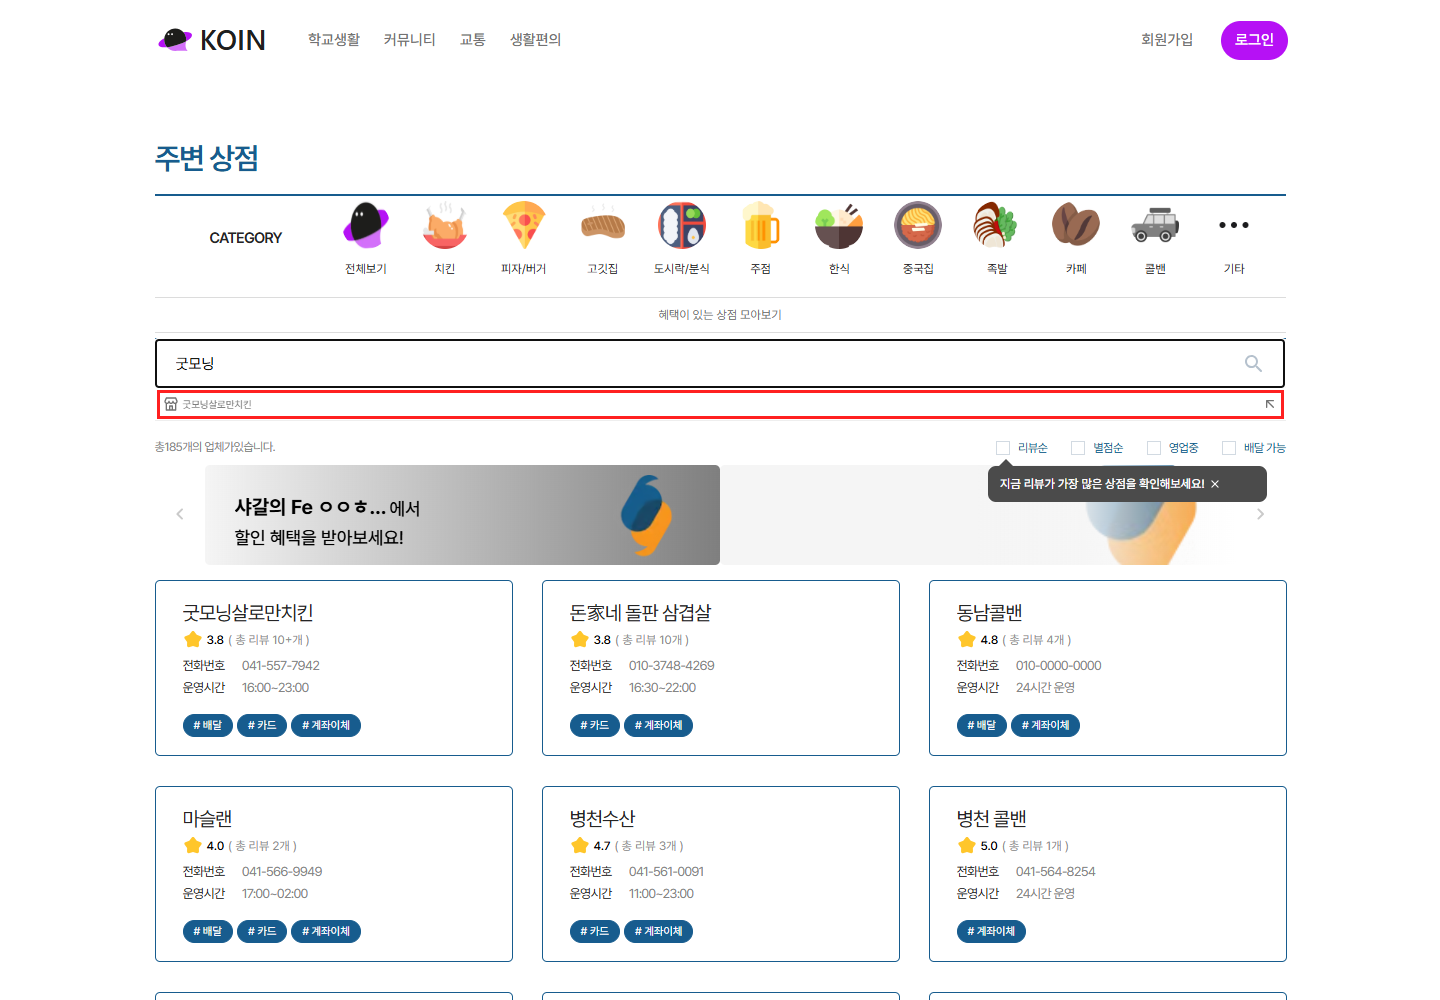 KOIN 학교생활 커뮤니티 교통 생활편의 회원가입 로그인
주변 상점
CATEGORY 전체보기 치킨 피자/버거 고깃집 도시락/분식 주점 한식 중국집 족발 카페 콜밴 기타
혜택이 있는 상점 모아보기
굿모닝
굿모닝살로만치킨
총185개의 업체가있습니다. 리뷰순 별점순 영업중 배달 가능
지금 리뷰가 가장 많은 상점을 확인해보세요! ×
샤갈의 Fe ㅇㅇㅎ... 에서
할인 혜택을 받아보세요!
굿모닝살로만치킨
3.8 ( 총 리뷰 10+개 )
전화번호 041-557-7942
운영시간 16:00~23:00
# 배달 # 카드 # 계좌이체
돈家네 돌판 삼겹살
3.8 ( 총 리뷰 10개 )
전화번호 010-3748-4269
운영시간 16:30~22:00
# 카드 # 계좌이체
동남콜밴
4.8 ( 총 리뷰 4개 )
전화번호 010-0000-0000
운영시간 24시간 운영
# 배달 # 계좌이체
마슬랜
4.0 ( 총 리뷰 2개 )
전화번호 041-566-9949
운영시간 17:00~02:00
# 배달 # 카드 # 계좌이체
병천수산
4.7 ( 총 리뷰 3개 )
전화번호 041-561-0091
운영시간 11:00~23:00
# 카드 # 계좌이체
병천 콜밴
5.0 ( 총 리뷰 1개 )
전화번호 041-564-8254
운영시간 24시간 운영
# 계좌이체